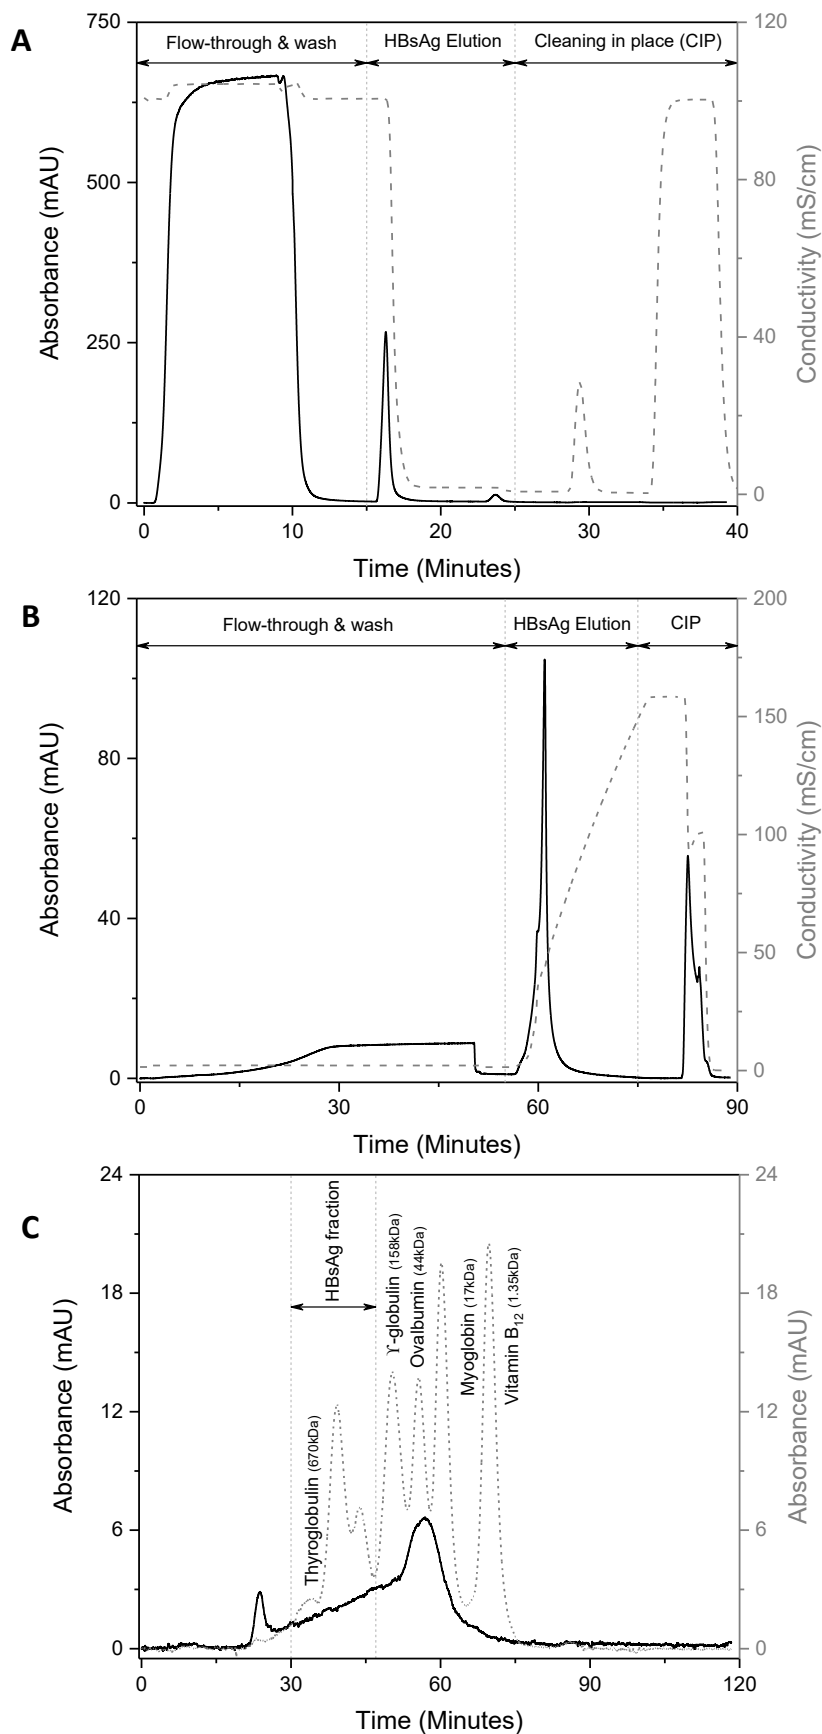 A
Flow-through & wash
HBsAg Elution
Cleaning in place (CIP)
Absorbance (mAU)
750
500
250
0
Conductivity (mS/cm)
120
80
40
0
0 10 20 30 40
Time (Minutes)
B
Flow-through & wash
HBsAg Elution
CIP
Absorbance (mAU)
120
80
40
0
Conductivity (mS/cm)
200
150
100
50
0
0 30 60 90
Time (Minutes)
C
HBsAg fraction
Thyroglobulin (670kDa)
ϒ-globulin (158kDa)
Ovalbumin (44kDa)
Myoglobin (17kDa)
Vitamin B12 (1.35kDa)
Absorbance (mAU)
24
18
12
6
0
Absorbance (mAU)
24
18
12
6
0
0 30 60 90 120
Time (Minutes)